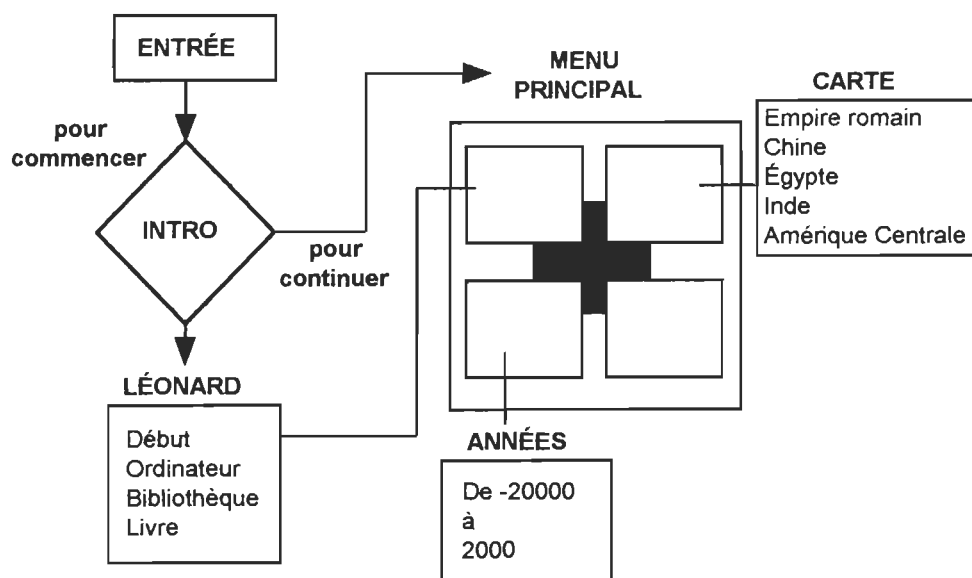 ENTRÉE
pour
commencer
INTRO
pour
continuer
MENU
PRINCIPAL
CARTE
Empire romain
Chine
Égypte
Inde
Amérique Centrale
LÉONARD
Début
Ordinateur
Bibliothèque
Livre
ANNÉES
De -20000
à
2000